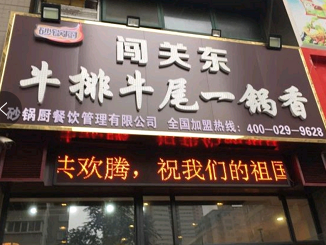 砂锅厨
闯关东
牛排牛尾一锅香
砂锅厨餐饮管理有限公司 全国加盟热线：400-029-9628
共欢腾，祝我们的祖国